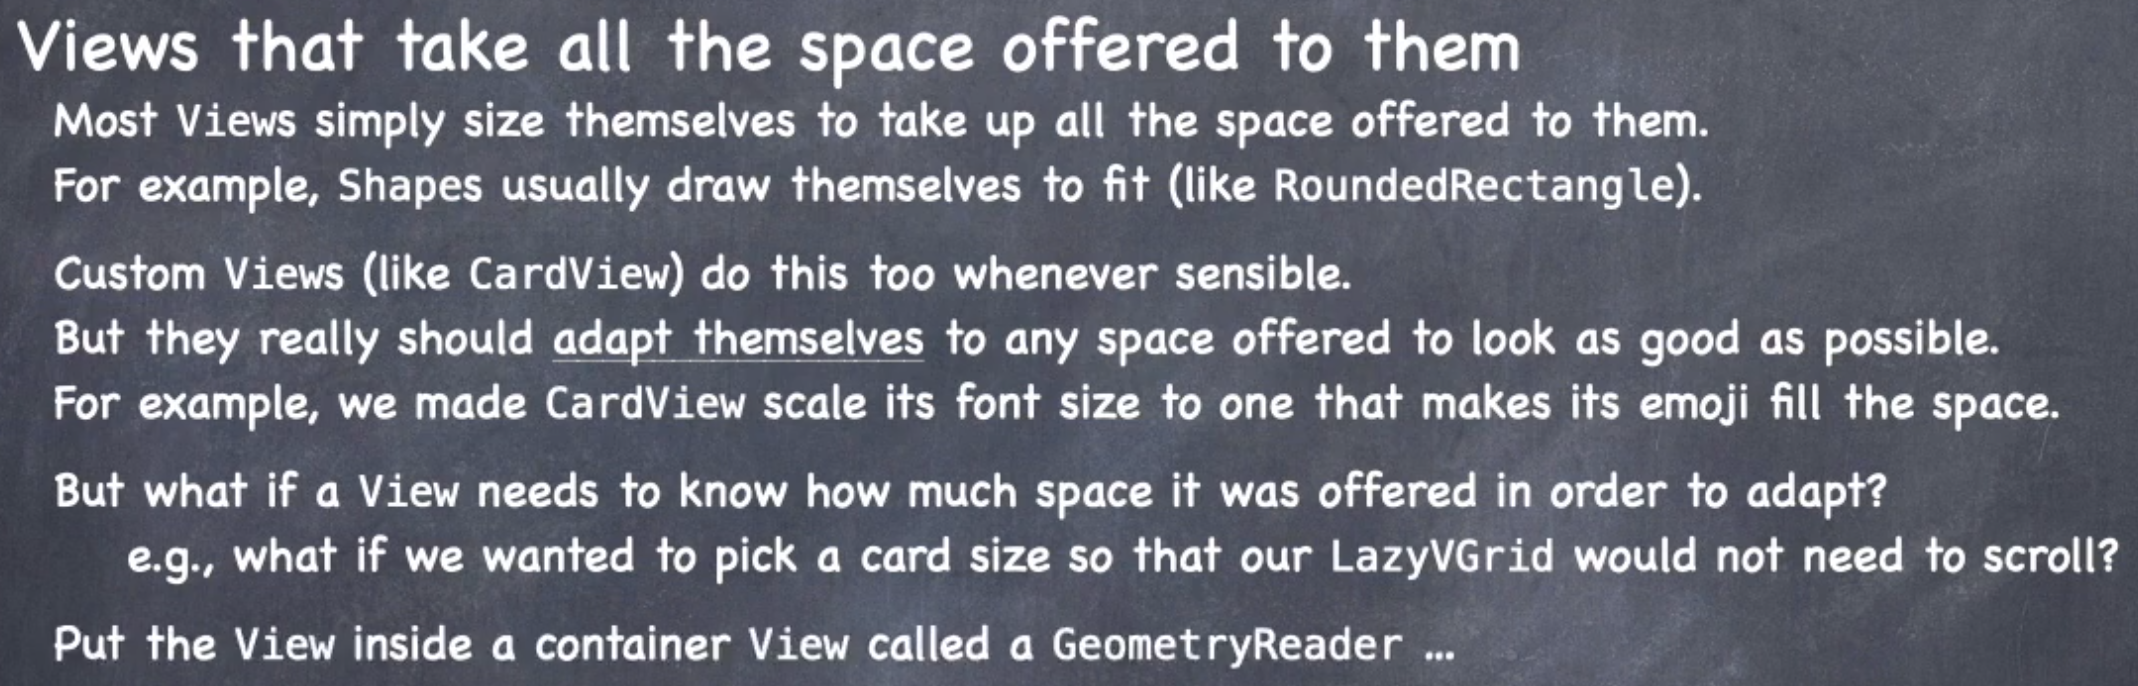 Views that take all the space offered to them
Most Views simply size themselves to take up all the space offered to them.
For example, Shapes usually draw themselves to fit (like RoundedRectangle).
Custom Views (like CardView) do this too whenever sensible.
But they really should adapt themselves to any space offered to look as good as possible.
For example, we made CardView scale its font size to one that makes its emoji fill the space.
But what if a View needs to know how much space it was offered in order to adapt?
e.g., what if we wanted to pick a card size so that our LazyVGrid would not need to scroll?
Put the View inside a container View called a GeometryReader ...